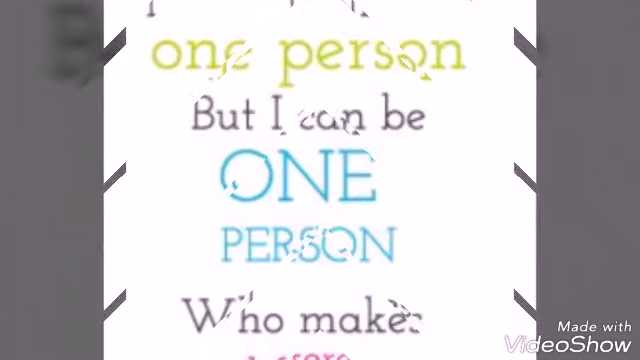 one person
But I can be
ONE
PERSON
Who makes
Made with
VideoShow